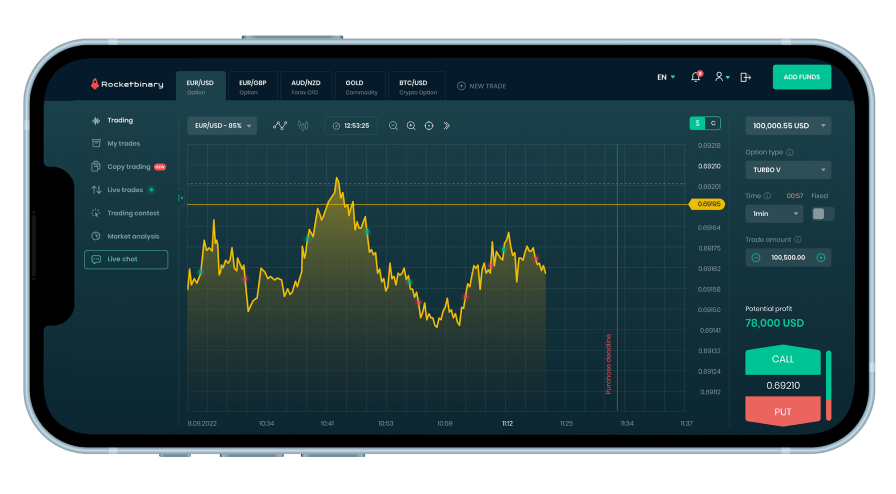 Rocketbinary
EUR/USD
Option
EUR/GBP
Option
AUD/NZD
Forex CFD
GOLD
Commodity
BTC/USD
Crypto Option
NEW TRADE
EN
ADD FUNDS
Trading
My trades
Copy trading NEW
Live trades
Trading contest
Market analysis
Live chat
EUR/USD - 85%
12:53:25
$ C
0.69218
0.69210
0.69201
0.69195
0.69184
0.69175
0.69162
0.69158
0.69150
0.69141
0.69132
0.69124
0.69112
Purchase deadline
8.09.2022 10:34 10:41 10:53 10:59 11:12 11:25 11:34 11:37
100,000.55 USD
Option type
TURBO V
Time 00:57 Fixed
1min
Trade amount
100,500.00
Potential profit
78,000 USD
CALL
0.69210
PUT